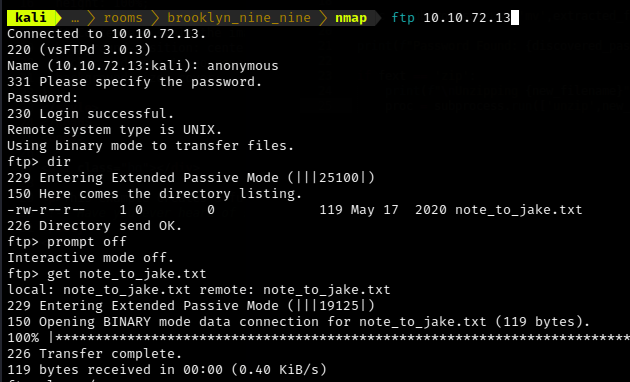 kali … rooms brooklyn_nine_nine nmap ftp 10.10.72.13
Connected to 10.10.72.13.
220 (vsFTPd 3.0.3)
Name (10.10.72.13:kali): anonymous
331 Please specify the password.
Password:
230 Login successful.
Remote system type is UNIX.
Using binary mode to transfer files.
ftp> dir
229 Entering Extended Passive Mode (|||25100|)
150 Here comes the directory listing.
-rw-r--r--    1 0        0             119 May 17  2020 note_to_jake.txt
226 Directory send OK.
ftp> prompt off
Interactive mode off.
ftp> get note_to_jake.txt
local: note_to_jake.txt remote: note_to_jake.txt
229 Entering Extended Passive Mode (|||19125|)
150 Opening BINARY mode data connection for note_to_jake.txt (119 bytes).
100% |***********************************************************************
226 Transfer complete.
119 bytes received in 00:00 (0.40 KiB/s)